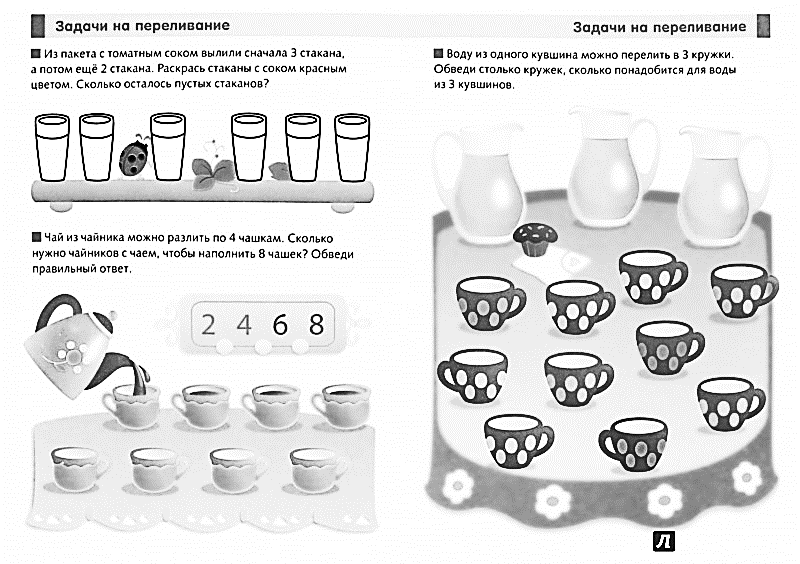 Задачи на переливание
Из пакета с томатным соком вылили сначала 3 стакана,
а потом ещё 2 стакана. Раскрась стаканы с соком красным
цветом. Сколько осталось пустых стаканов?
Чай из чайника можно разлить по 4 чашкам. Сколько
нужно чайников с чаем, чтобы наполнить 8 чашек? Обведи
правильный ответ.
2 4 6 8
Задачи на переливание
Воду из одного кувшина можно перелить в 3 кружки.
Обведи столько кружек, сколько понадобится для воды
из 3 кувшинов.
Л